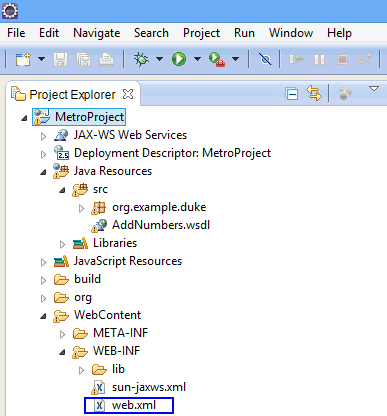 File Edit Navigate Search Project Run Window Help
Project Explorer
MetroProject
JAX-WS Web Services
Deployment Descriptor: MetroProject
Java Resources
src
org.example.duke
AddNumbers.wsdl
Libraries
JavaScript Resources
build
org
WebContent
META-INF
WEB-INF
lib
sun-jaxws.xml
web.xml